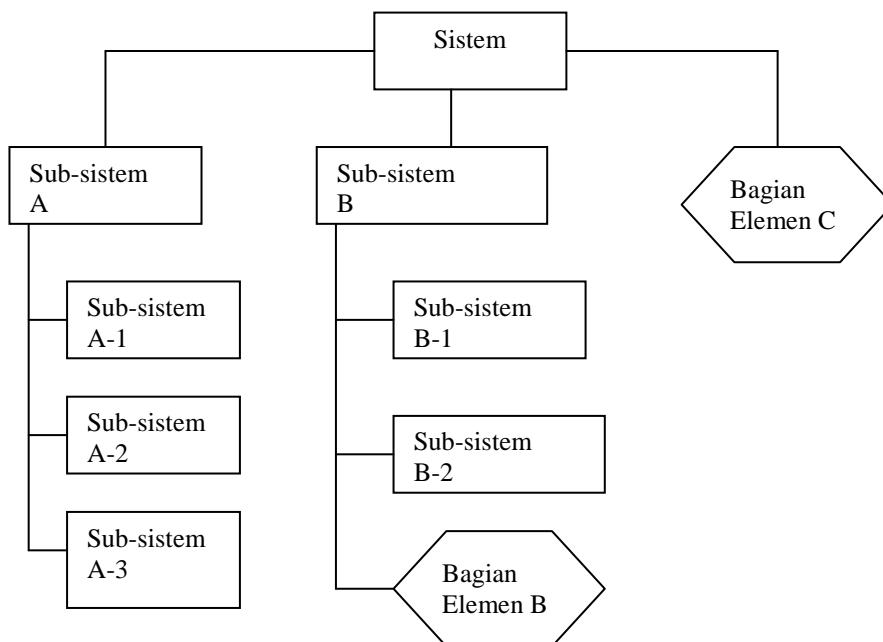 Sistem
Sub-sistem
A
Sub-sistem
B
Bagian
Elemen C
Sub-sistem
A-1
Sub-sistem
A-2
Sub-sistem
A-3
Sub-sistem
B-1
Sub-sistem
B-2
Bagian
Elemen B